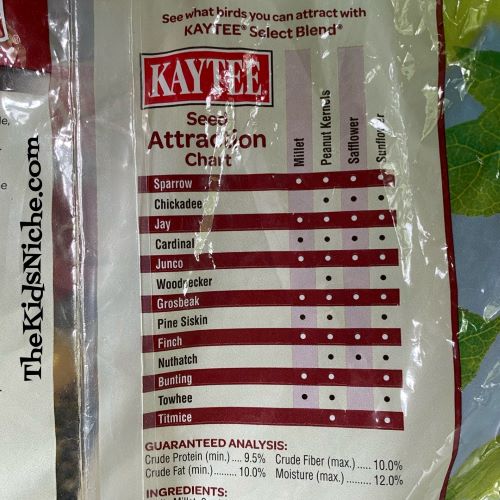 See what birds you can attract with
KAYTEE® Select Blend®
KAYTEE
Seed
Attraction
Chart
Millet
Peanut Kernels
Safflower
Sunflower
Sparrow • • • •
Chickadee • • •
Jay • • • •
Cardinal • • • •
Junco • • • •
Woodpecker • •
Grosbeak • • • •
Pine Siskin • • •
Finch • • • •
Nuthatch • • •
Bunting • • •
Towhee • • •
Titmice • •
GUARANTEED ANALYSIS:
Crude Protein (min.).... 9.5% Crude Fiber (max.)..... 10.0%
Crude Fat (min.)......... 10.0% Moisture (max.)......... 12.0%
INGREDIENTS:
TheKidsNiche.com